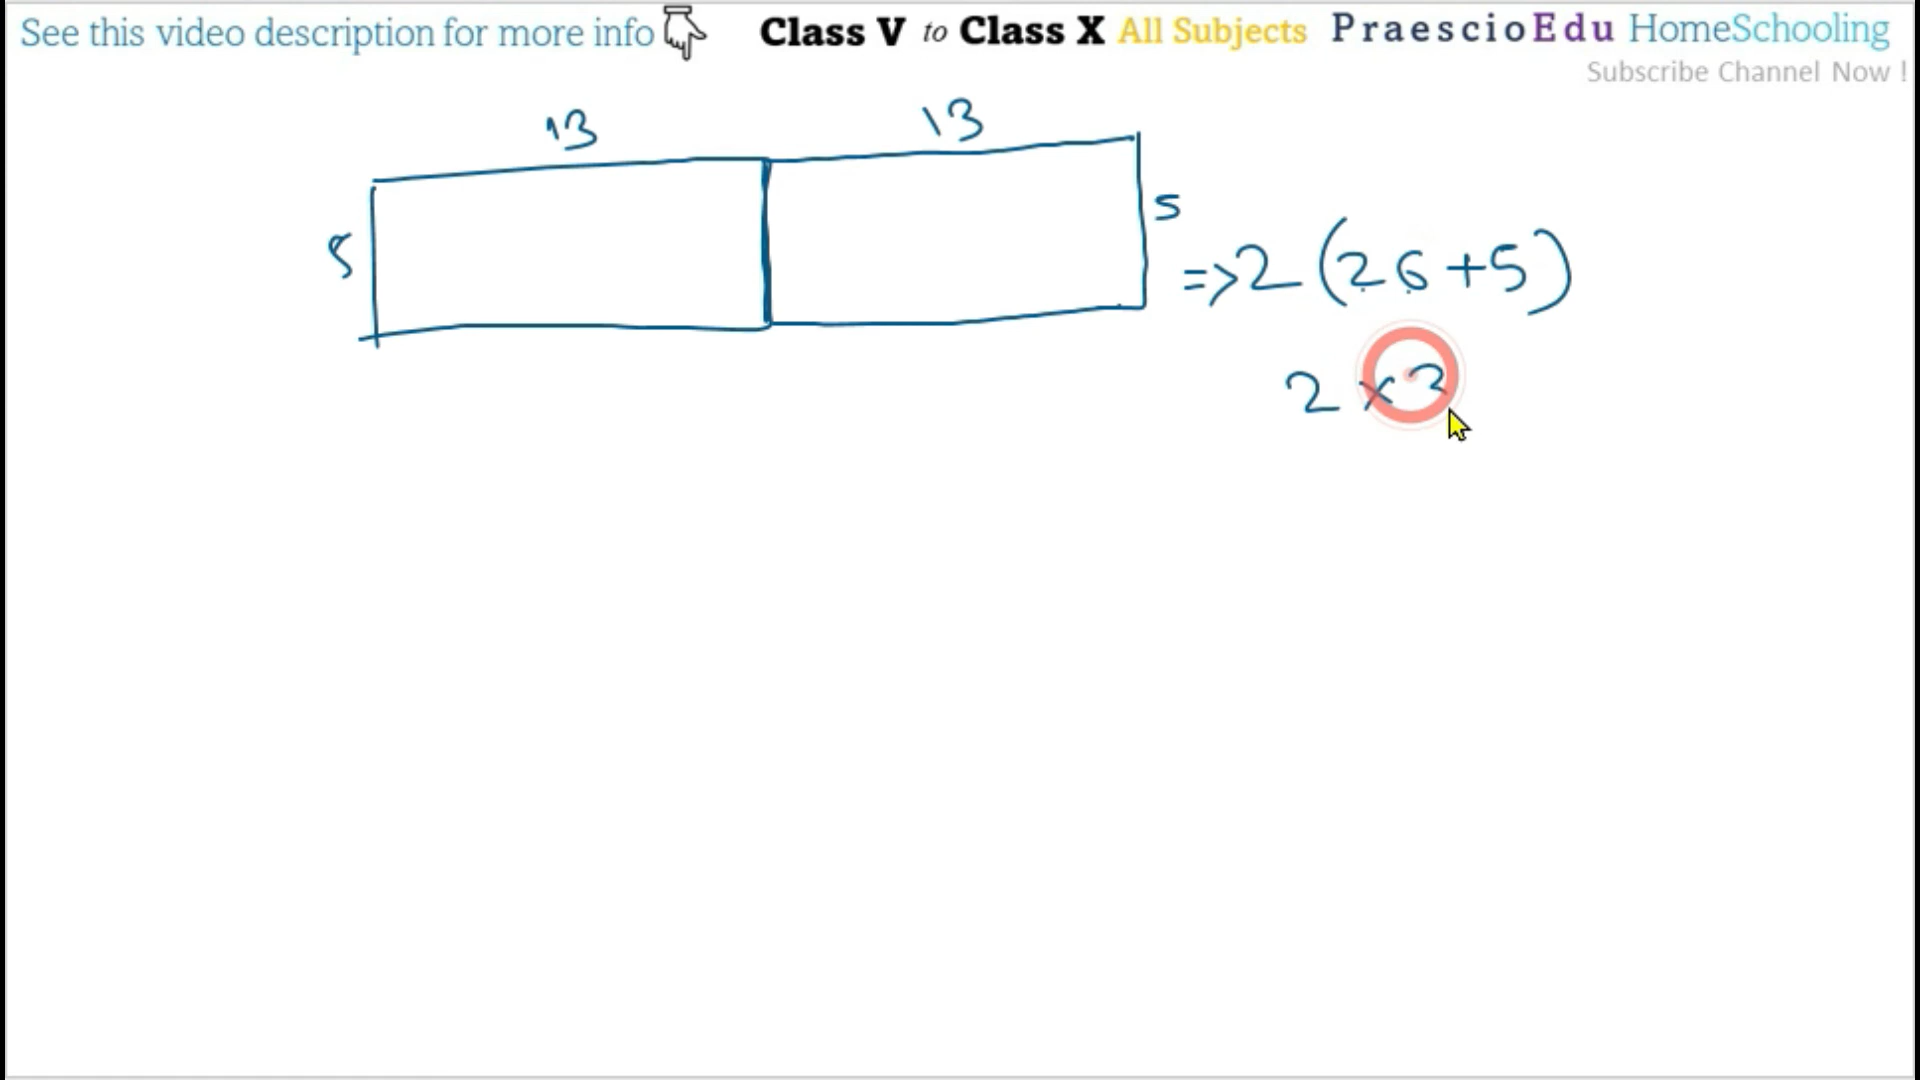 See this video description for more info Class V to Class X All Subjects PraescioEdu HomeSchooling
Subscribe Channel Now !
13 13
5 5
=>2(26+5)
2 × 3